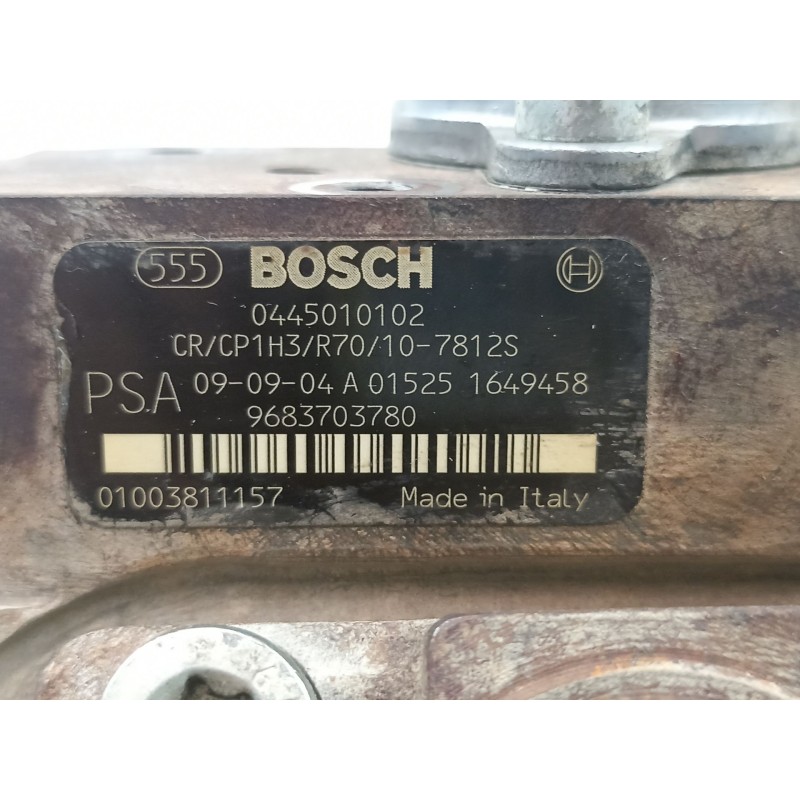 555 BOSCH
0445010102
CR/CP1H3/R70/10-7812S
PSA 09-09-04 A 01525 1649458
9683703780
01003811157 Made in Italy